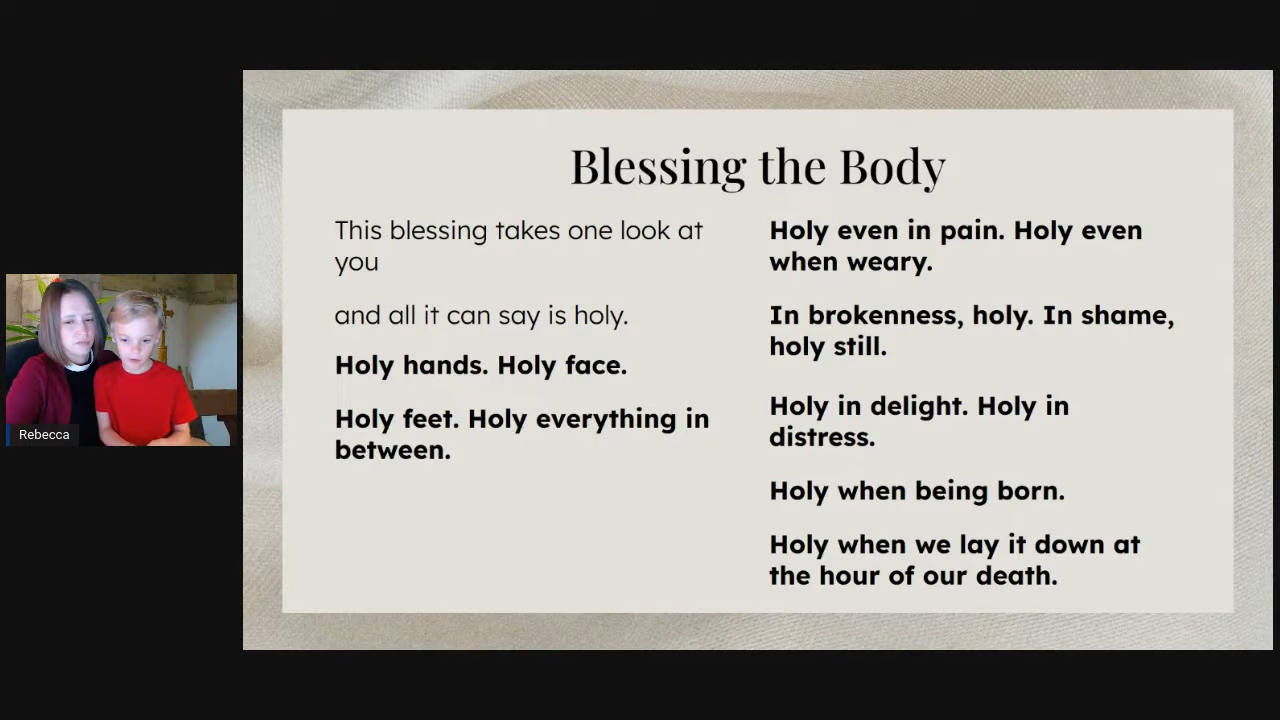 Blessing the Body
This blessing takes one look at
you
and all it can say is holy.
Holy hands. Holy face.
Holy feet. Holy everything in
between.
Holy even in pain. Holy even
when weary.
In brokenness, holy. In shame,
holy still.
Holy in delight. Holy in
distress.
Holy when being born.
Holy when we lay it down at
the hour of our death.
Rebecca